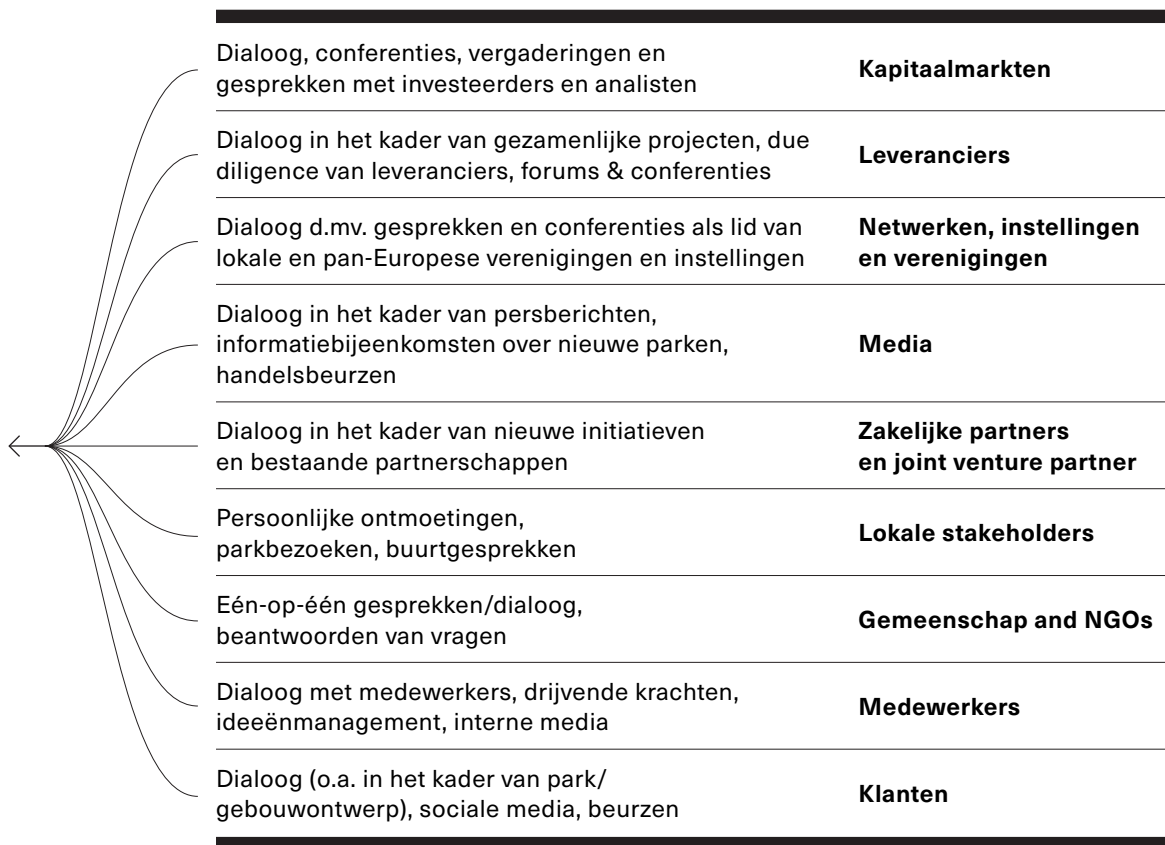 Dialoog, conferenties, vergaderingen en
gesprekken met investeerders en analisten
Kapitaalmarkten
Dialoog in het kader van gezamenlijke projecten, due
diligence van leveranciers, forums & conferenties
Leveranciers
Dialoog d.mv. gesprekken en conferenties als lid van
lokale en pan-Europese verenigingen en instellingen
Netwerken, instellingen
en verenigingen
Dialoog in het kader van persberichten,
informatiebijeenkomsten over nieuwe parken,
handelsbeurzen
Media
Dialoog in het kader van nieuwe initiatieven
en bestaande partnerschappen
Zakelijke partners
en joint venture partner
Persoonlijke ontmoetingen,
parkbezoeken, buurtgesprekken
Lokale stakeholders
Eén-op-één gesprekken/dialoog,
beantwoorden van vragen
Gemeenschap and NGOs
Dialoog met medewerkers, drijvende krachten,
ideeënmanagement, interne media
Medewerkers
Dialoog (o.a. in het kader van park/
gebouwontwerp), sociale media, beurzen
Klanten